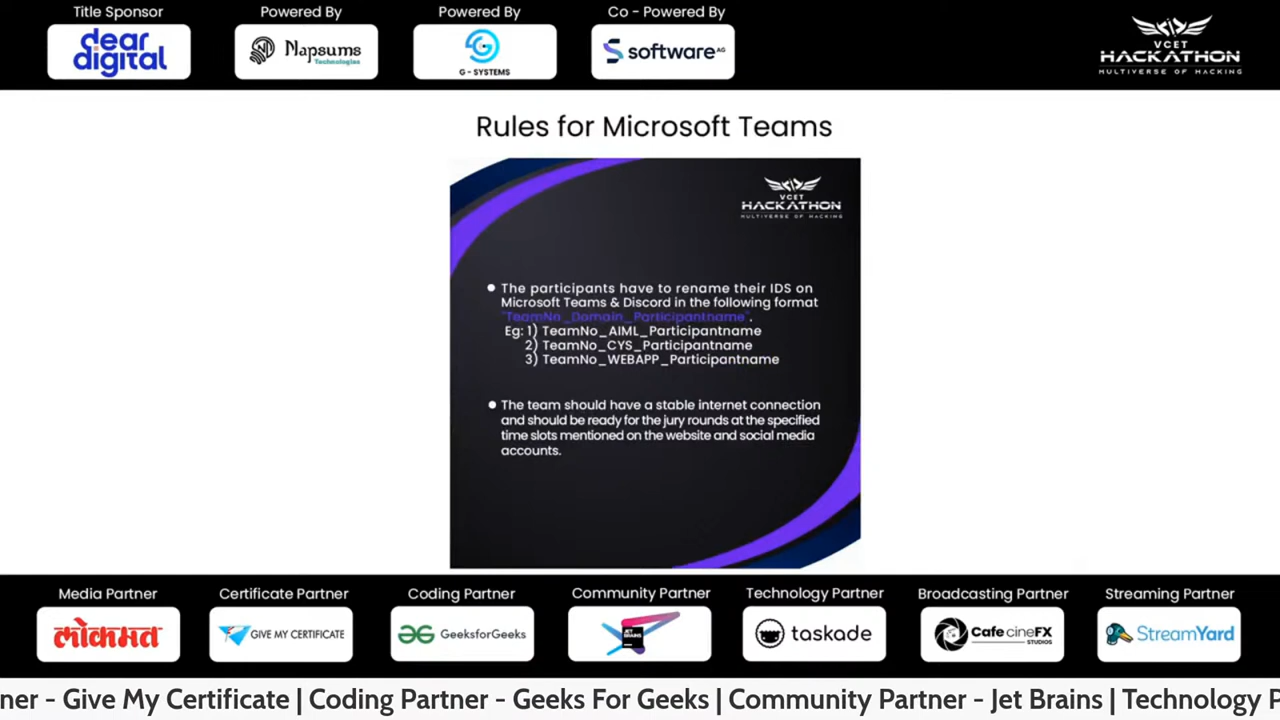 Title Sponsor
Powered By
Powered By
Co - Powered By
dear
digital
Napsums
Technologies
G - SYSTEMS
software AG
VCET
HACKATHON
MULTIVERSE OF HACKING
Rules for Microsoft Teams
VCET
HACKATHON
MULTIVERSE OF HACKING
The participants have to rename their IDS on
Microsoft Teams & Discord in the following format
"TeamNo_Domain_Participantname".
Eg: 1) TeamNo_AIML_Participantname
2) TeamNo_CYS_Participantname
3) TeamNo_WEBAPP_Participantname
The team should have a stable internet connection
and should be ready for the jury rounds at the specified
time slots mentioned on the website and social media
accounts.
Media Partner
Certificate Partner
Coding Partner
Community Partner
Technology Partner
Broadcasting Partner
Streaming Partner
लोकमत
GIVE MY CERTIFICATE
GeeksforGeeks
JET
BRAINS
taskade
Cafe cineFX
STUDIOS
StreamYard
ner - Give My Certificate | Coding Partner - Geeks For Geeks | Community Partner - Jet Brains | Technology P